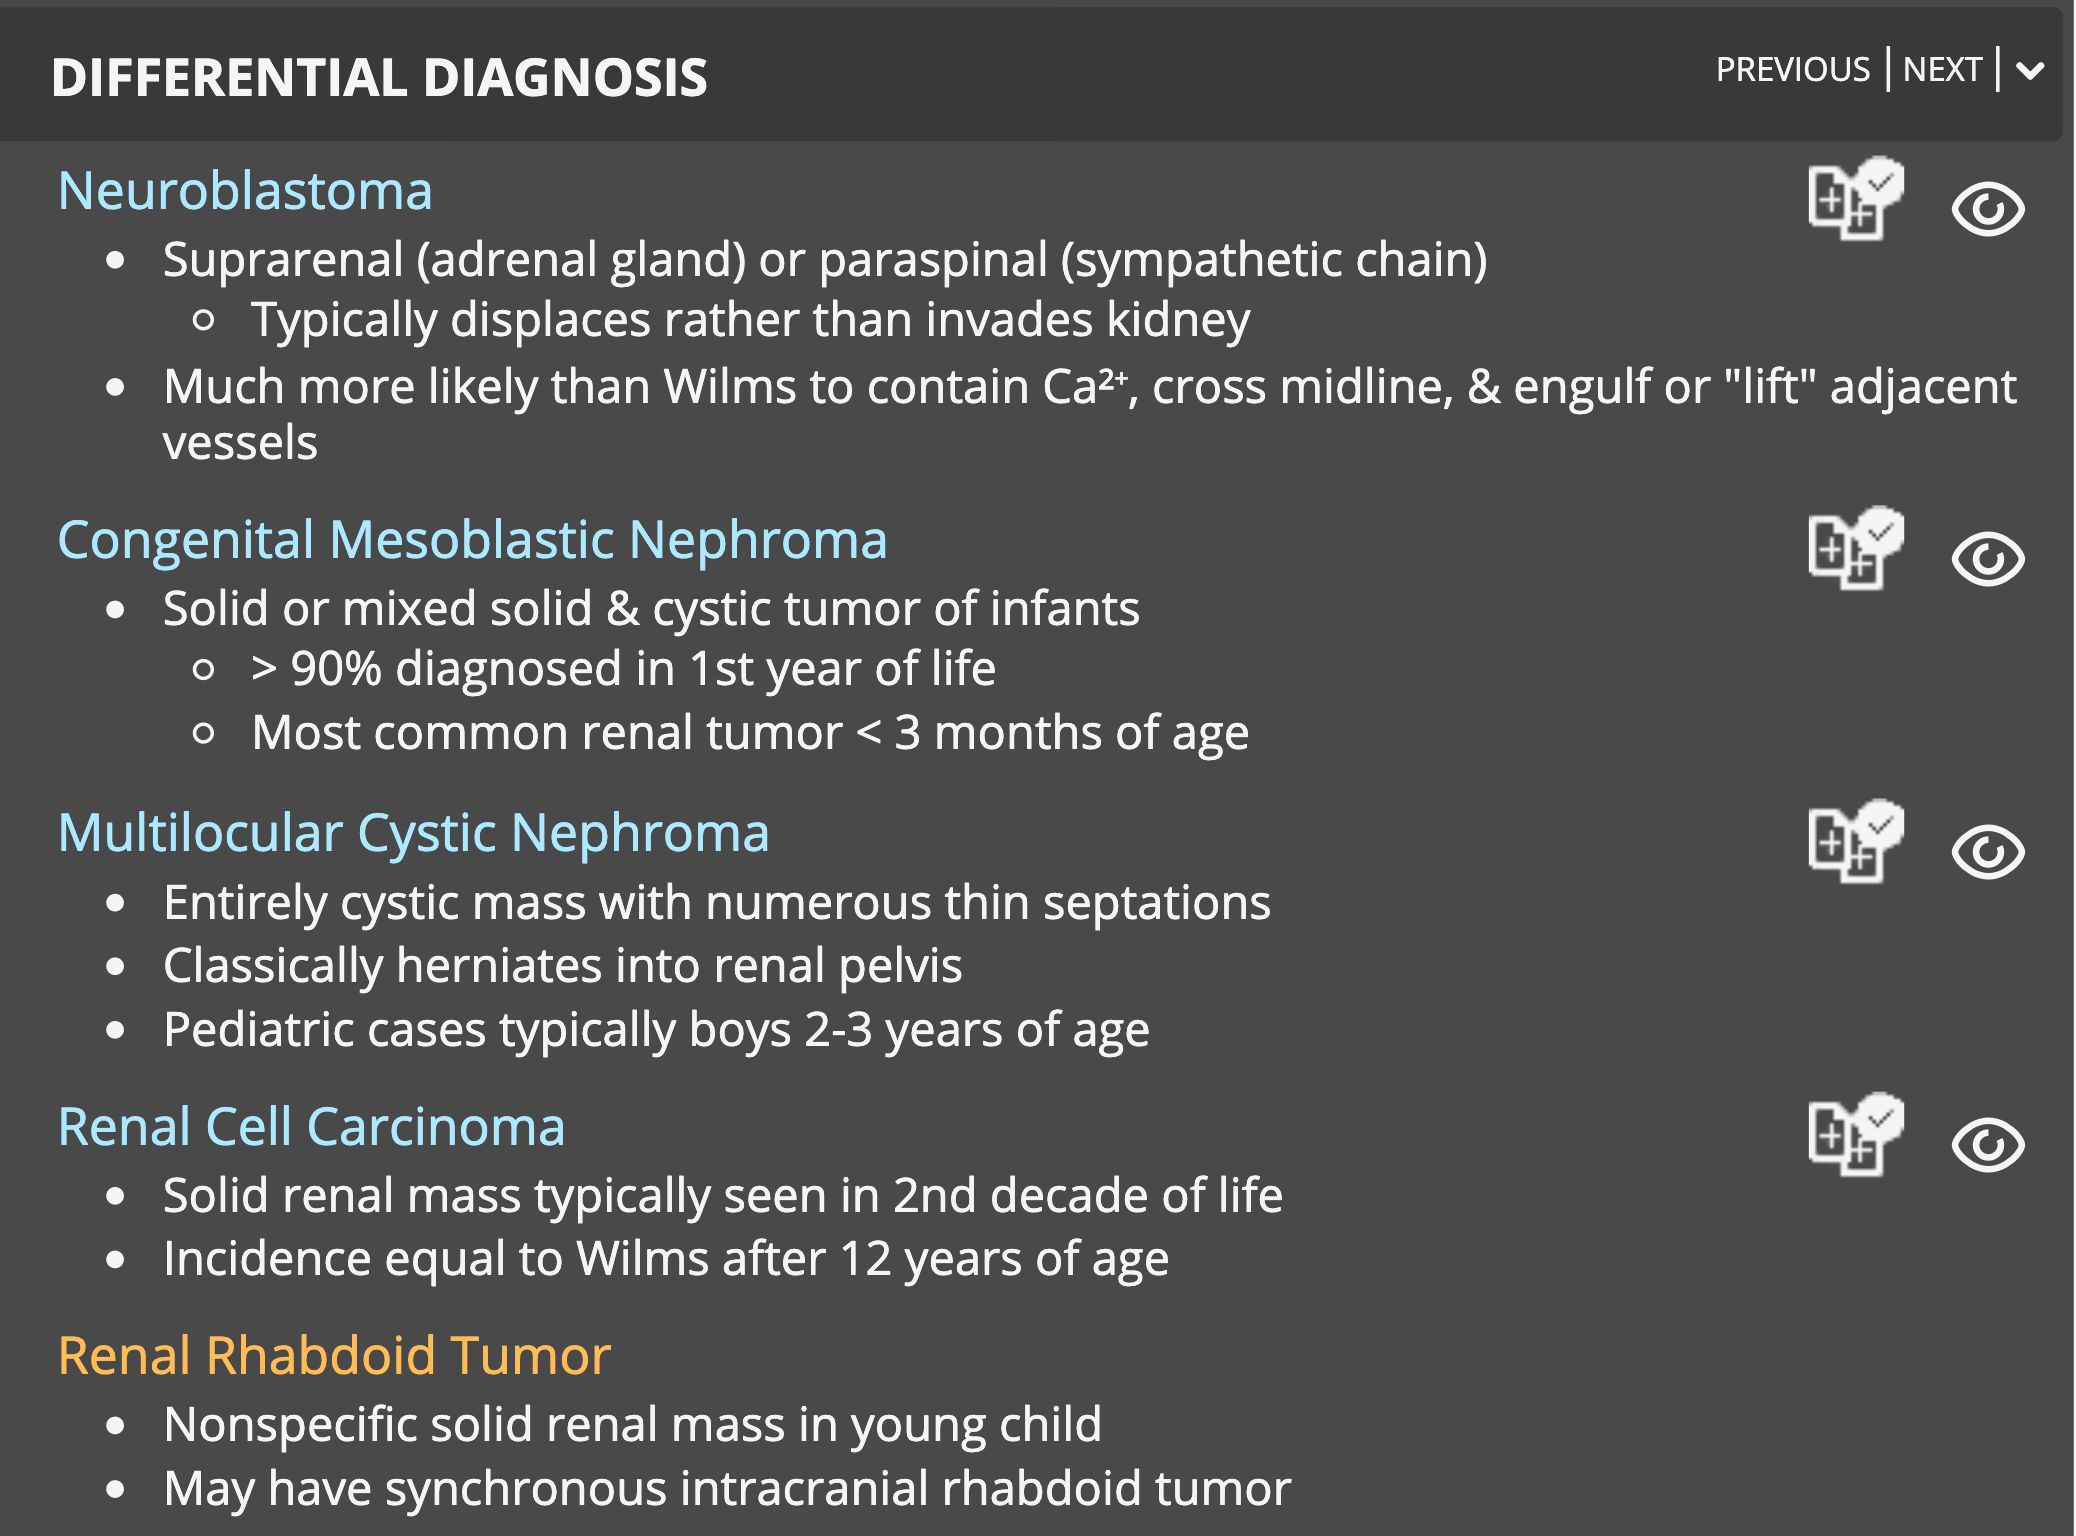 DIFFERENTIAL DIAGNOSIS
PREVIOUS | NEXT |
Neuroblastoma
• Suprarenal (adrenal gland) or paraspinal (sympathetic chain)
◦ Typically displaces rather than invades kidney
• Much more likely than Wilms to contain Ca²⁺, cross midline, & engulf or "lift" adjacent
vessels
Congenital Mesoblastic Nephroma
• Solid or mixed solid & cystic tumor of infants
◦ > 90% diagnosed in 1st year of life
◦ Most common renal tumor < 3 months of age
Multilocular Cystic Nephroma
• Entirely cystic mass with numerous thin septations
• Classically herniates into renal pelvis
• Pediatric cases typically boys 2-3 years of age
Renal Cell Carcinoma
• Solid renal mass typically seen in 2nd decade of life
• Incidence equal to Wilms after 12 years of age
Renal Rhabdoid Tumor
• Nonspecific solid renal mass in young child
• May have synchronous intracranial rhabdoid tumor